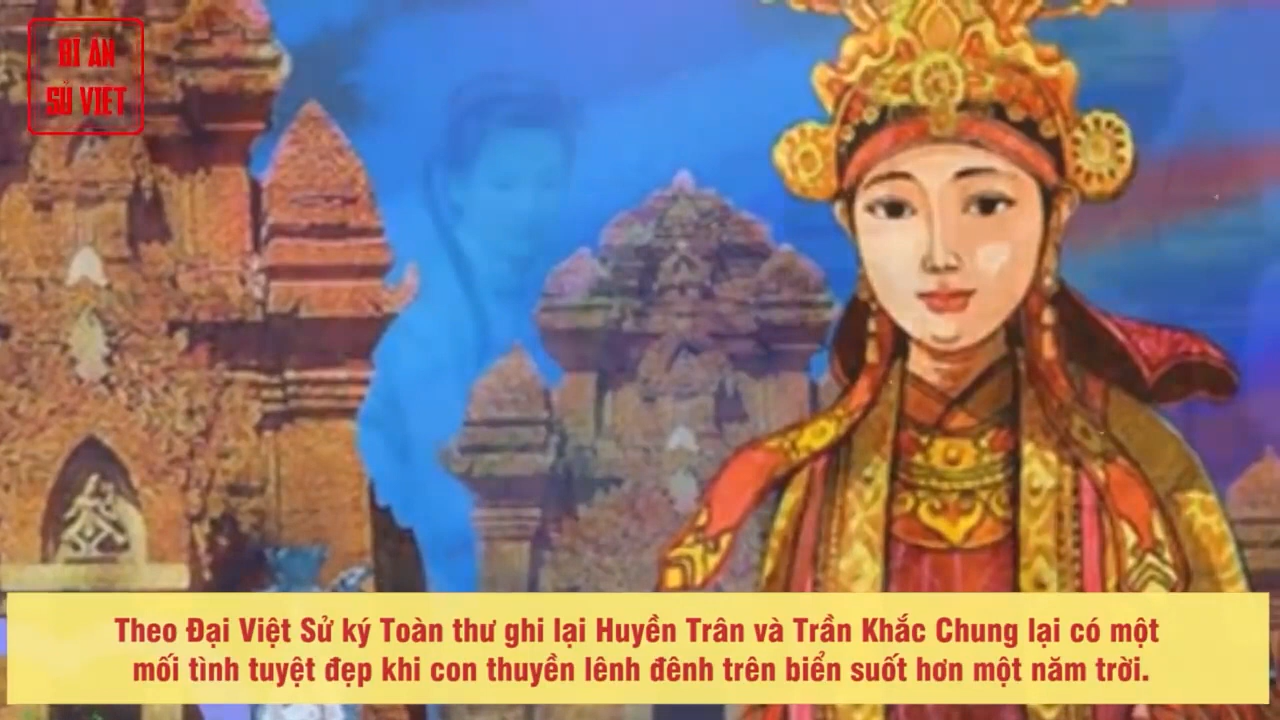 BÍ ẨN
SỬ VIỆT
Theo Đại Việt Sử ký Toàn thư ghi lại Huyền Trân và Trần Khắc Chung lại có một
mối tình tuyệt đẹp khi con thuyền lênh đênh trên biển suốt hơn một năm trời.